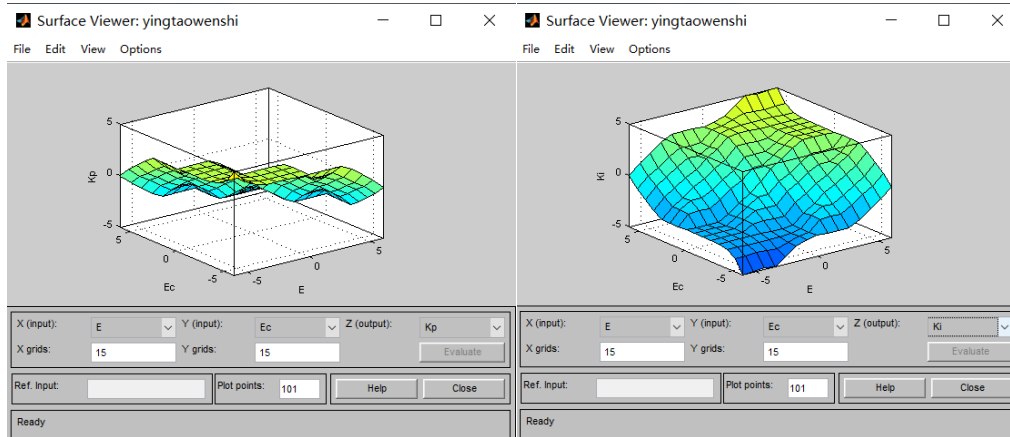 Surface Viewer: yingtaowenshi
File Edit View Options
5
0
-5
Kp
5
0
-5
Ec
-5
0
5
E
X (input): E Y (input): Ec Z (output): Kp
X grids: 15 Y grids: 15 Evaluate
Ref. Input: Plot points: 101 Help Close
Ready
Surface Viewer: yingtaowenshi
File Edit View Options
5
0
-5
Ki
5
0
-5
Ec
-5
0
5
E
X (input): E Y (input): Ec Z (output): Ki
X grids: 15 Y grids: 15 Evaluate
Ref. Input: Plot points: 101 Help Close
Ready